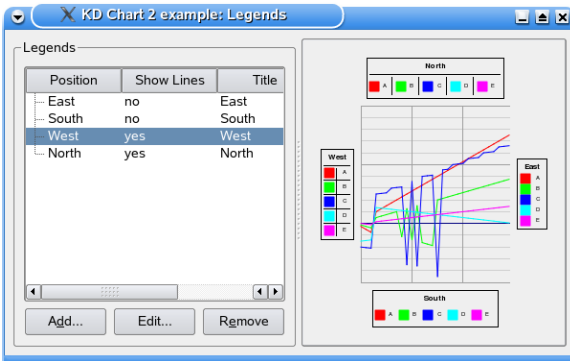 KD Chart 2 example: Legends
Legends
Position Show Lines Title
East no East
South no South
West yes West
North yes North
Add... Edit... Remove
North
A B C D E
West
A
B
C
D
E
East
A
B
C
D
E
South
A B C D E